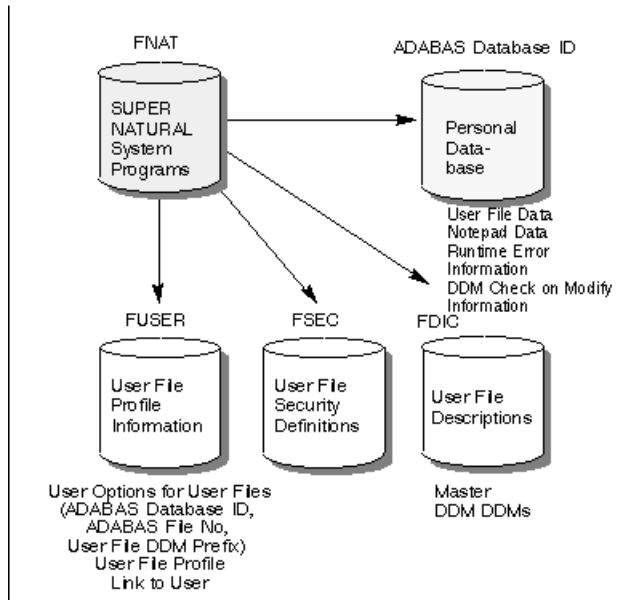 FNAT
ADABAS Database ID
SUPER
NATURAL
System
Programs
Personal
Data-
base
User File Data
Notepad Data
Runtime Error
Information
DDM Check on Modify
Information
FUSER
FSEC
FDIC
User File
Profile
Information
User File
Security
Definitions
User File
Descriptions
User Options for User Files
(ADABAS Database ID,
ADABAS File No,
User File DDM Prefix)
User File Profile
Link to User
Master
DDM DDMs